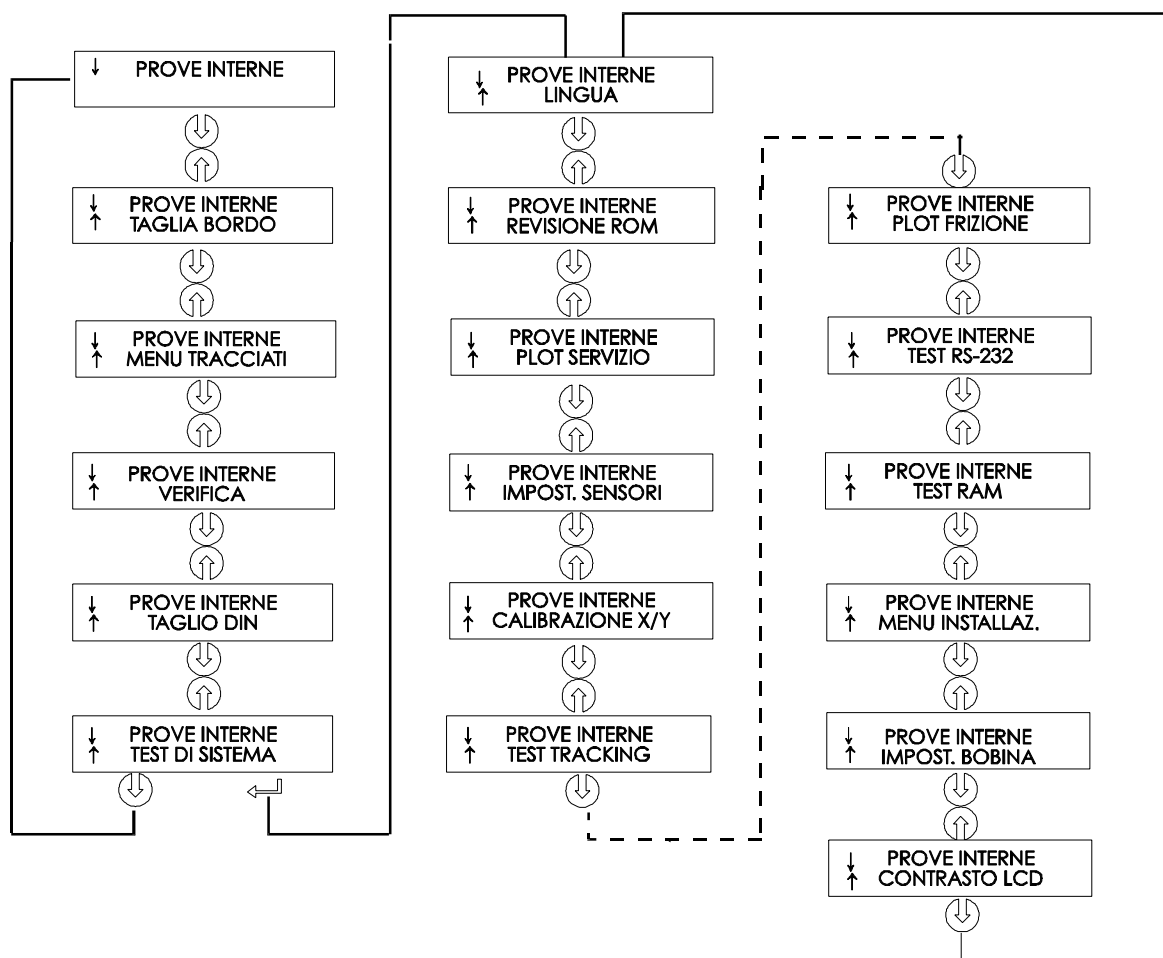 PROVE INTERNE
PROVE INTERNE
TAGLIA BORDO
PROVE INTERNE
MENU TRACCIATI
PROVE INTERNE
VERIFICA
PROVE INTERNE
TAGLIO DIN
PROVE INTERNE
TEST DI SISTEMA
PROVE INTERNE
LINGUA
PROVE INTERNE
REVISIONE ROM
PROVE INTERNE
PLOT SERVIZIO
PROVE INTERNE
IMPOST. SENSORI
PROVE INTERNE
CALIBRAZIONE X/Y
PROVE INTERNE
TEST TRACKING
PROVE INTERNE
PLOT FRIZIONE
PROVE INTERNE
TEST RS-232
PROVE INTERNE
TEST RAM
PROVE INTERNE
MENU INSTALLAZ.
PROVE INTERNE
IMPOST. BOBINA
PROVE INTERNE
CONTRASTO LCD